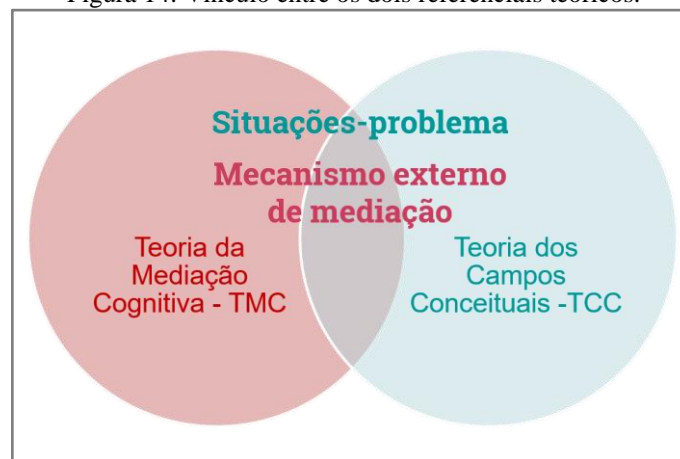 Figura 14: Vínculo entre os dois referenciais teóricos.
Situações-problema
Mecanismo externo
de mediação
Teoria da
Mediação
Cognitiva - TMC
Teoria dos
Campos
Conceituais -TCC